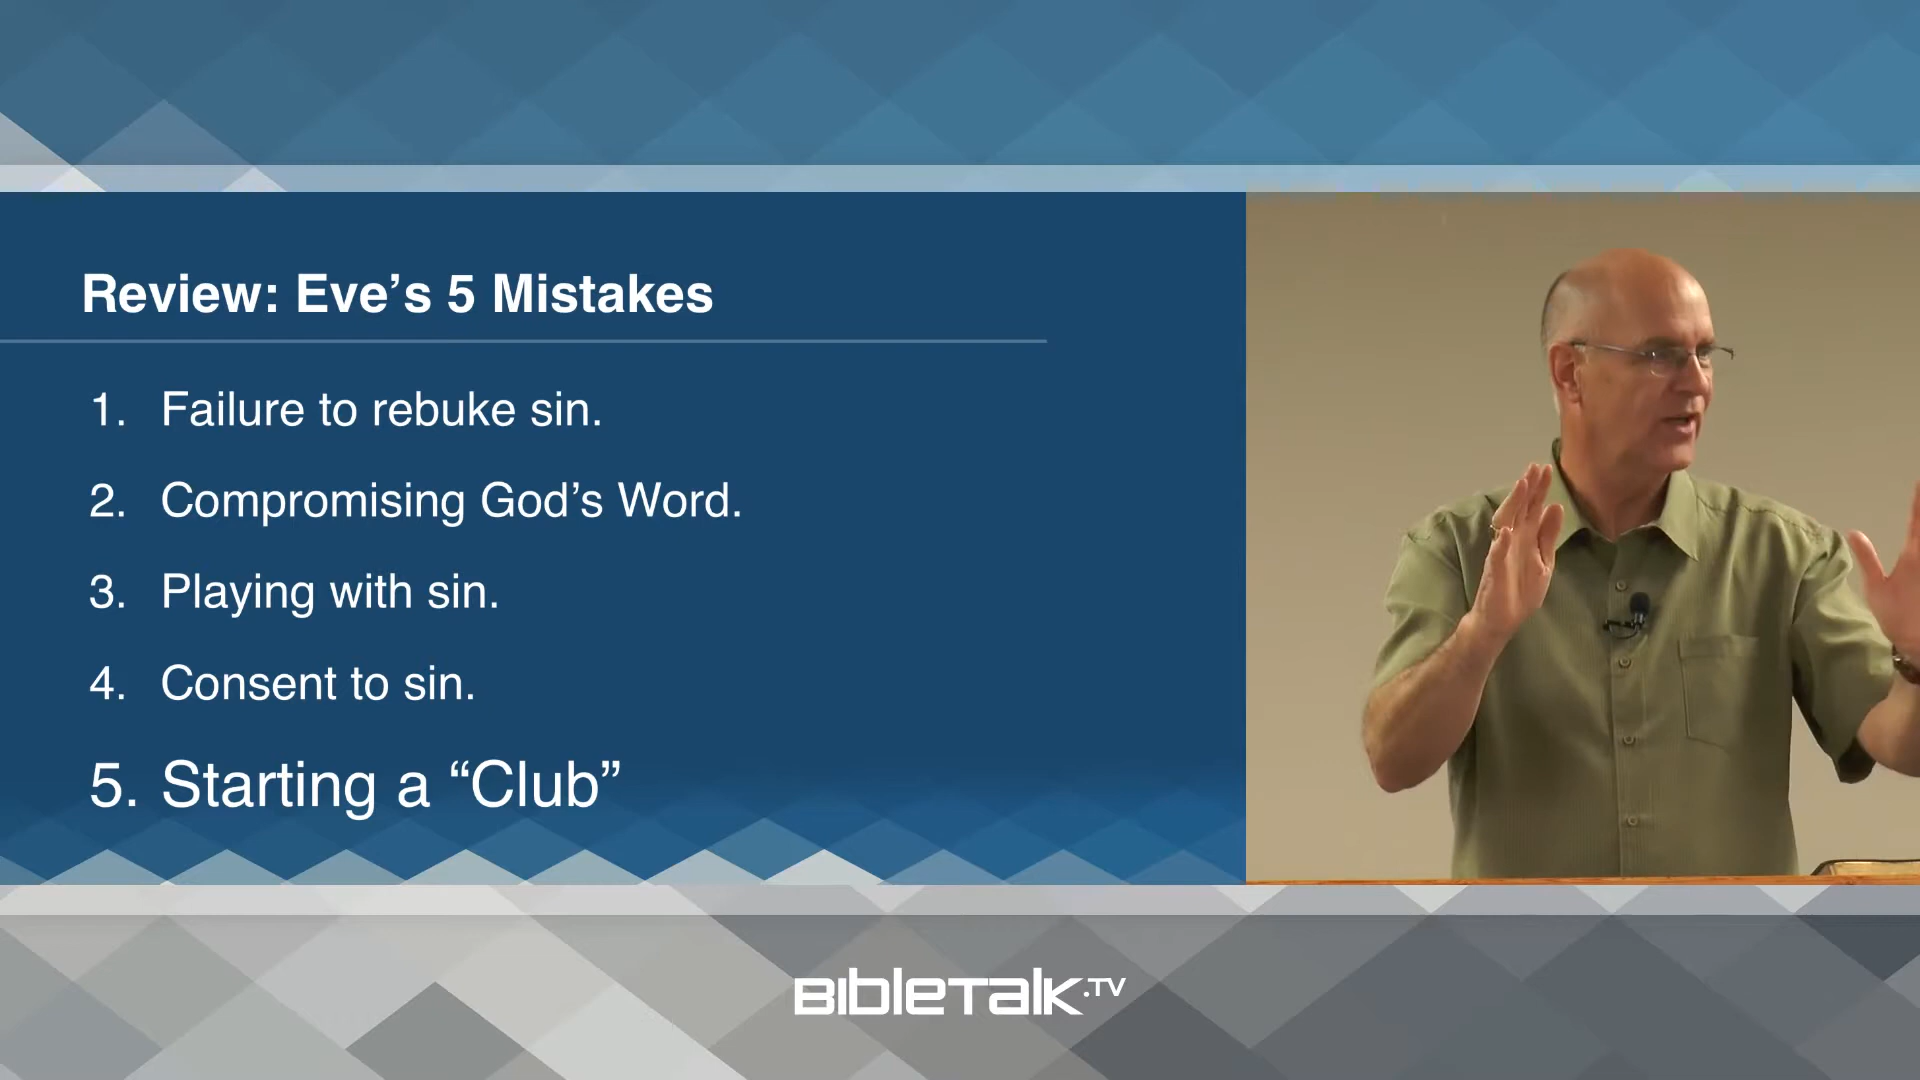 Review: Eve’s 5 Mistakes
1. Failure to rebuke sin.
2. Compromising God’s Word.
3. Playing with sin.
4. Consent to sin.
5. Starting a “Club”
BIBLETALK.TV